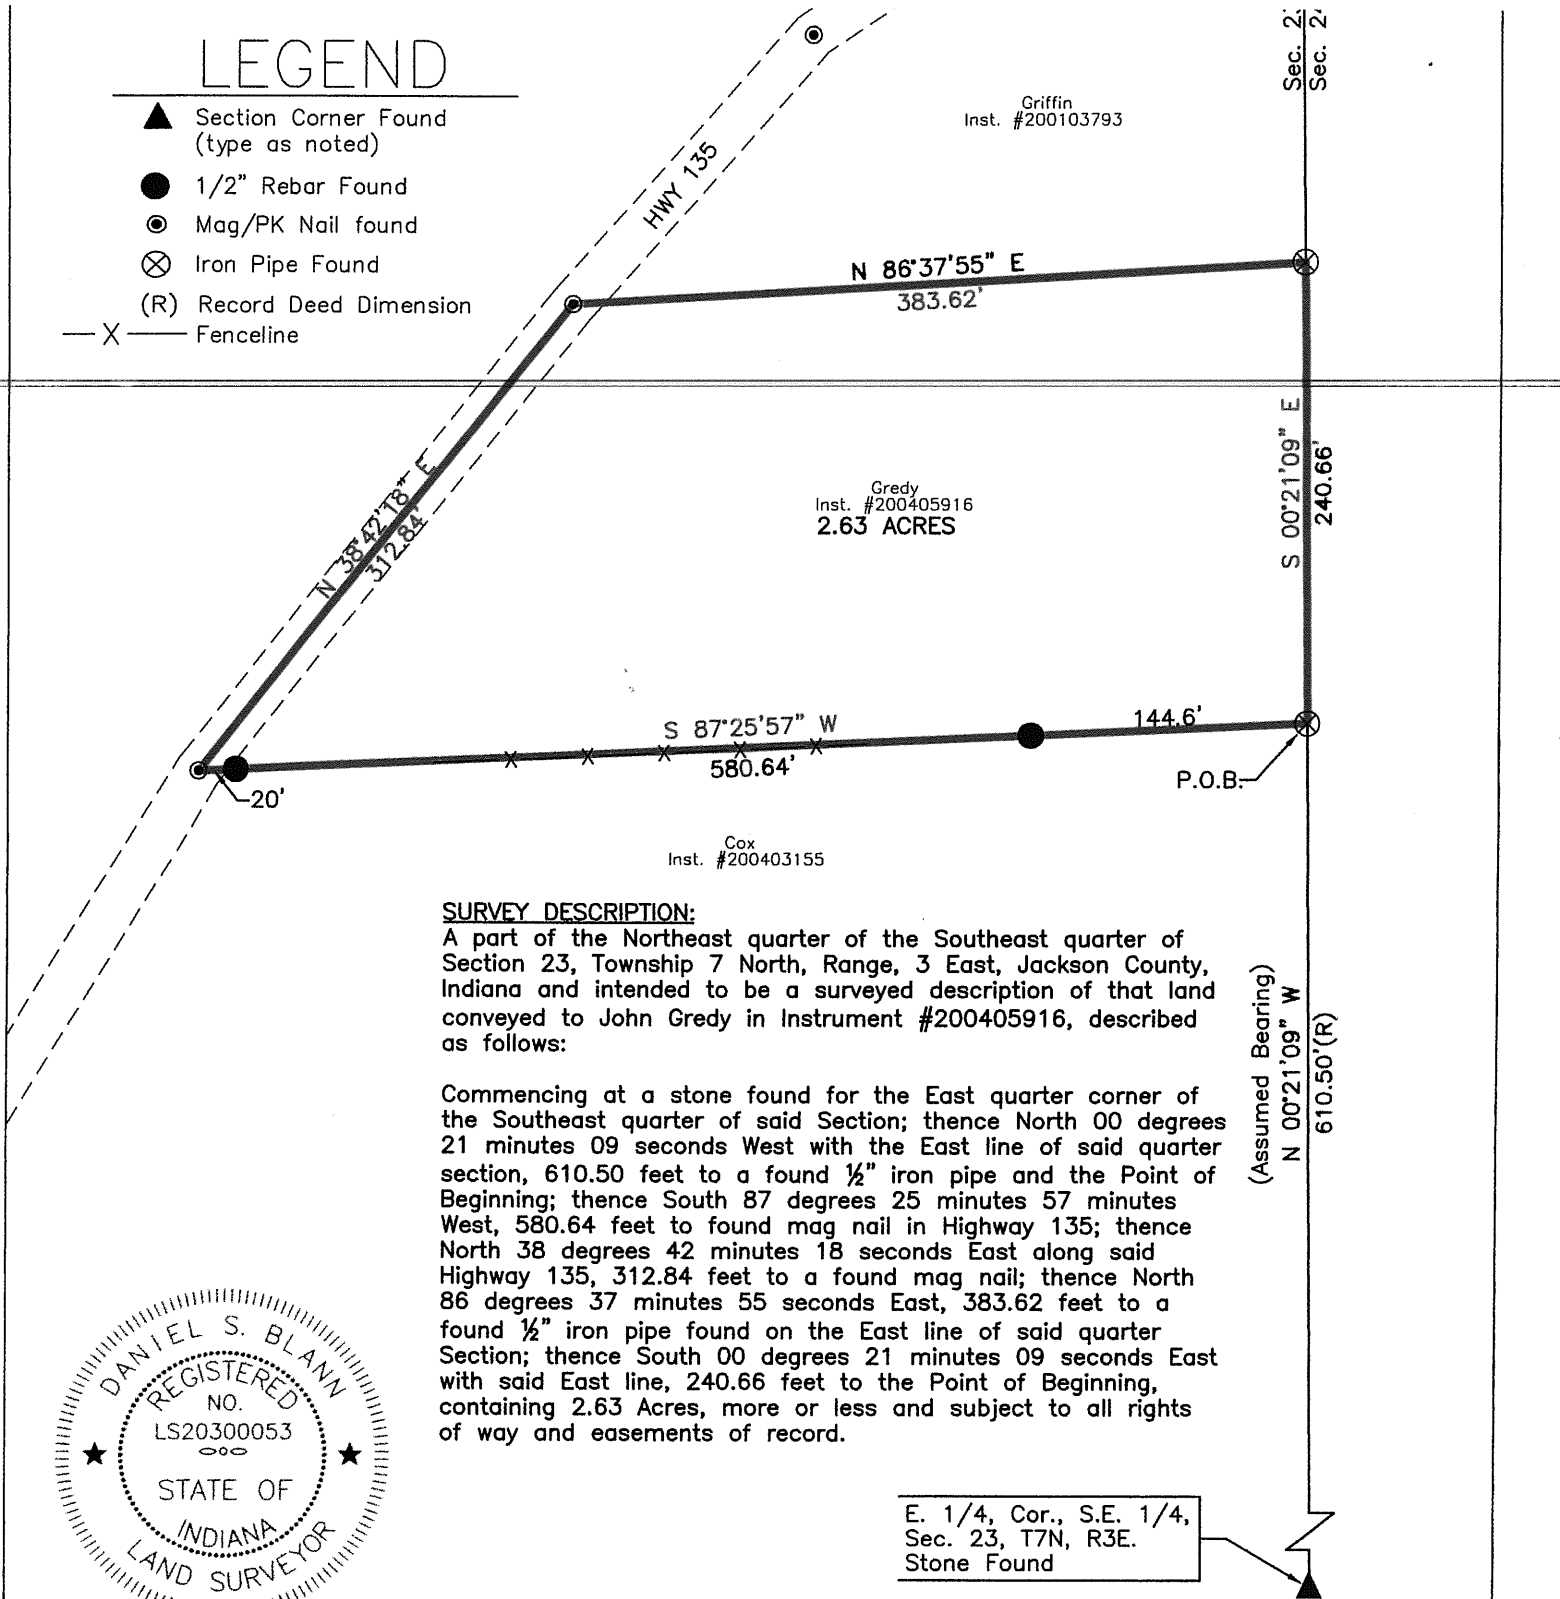 LEGEND
Section Corner Found
(type as noted)
1/2" Rebar Found
Mag/PK Nail found
Iron Pipe Found
(R) Record Deed Dimension
X Fenceline
HWY 135
Griffin
Inst. #200103793
Sec.
Sec.
N 86°37'55" E
383.62'
N 38°42'18" E
312.84'
Gredy
Inst. #200405916
2.63 ACRES
S 00°21'09" E
240.66'
S 87°25'57" W
580.64'
144.6'
20'
P.O.B.
Cox
Inst. #200403155
SURVEY DESCRIPTION:
A part of the Northeast quarter of the Southeast quarter of
Section 23, Township 7 North, Range, 3 East, Jackson County,
Indiana and intended to be a surveyed description of that land
conveyed to John Gredy in Instrument #200405916, described
as follows:
Commencing at a stone found for the East quarter corner of
the Southeast quarter of said Section; thence North 00 degrees
21 minutes 09 seconds West with the East line of said quarter
section, 610.50 feet to a found ½" iron pipe and the Point of
Beginning; thence South 87 degrees 25 minutes 57 minutes
West, 580.64 feet to found mag nail in Highway 135; thence
North 38 degrees 42 minutes 18 seconds East along said
Highway 135, 312.84 feet to a found mag nail; thence North
86 degrees 37 minutes 55 seconds East, 383.62 feet to a
found ½" iron pipe found on the East line of said quarter
Section; thence South 00 degrees 21 minutes 09 seconds East
with said East line, 240.66 feet to the Point of Beginning,
containing 2.63 Acres, more or less and subject to all rights
of way and easements of record.
(Assumed Bearing)
N 00°21'09" W
610.50'(R)
DANIEL S. BLANN
REGISTERED
NO.
LS20300053
STATE OF
INDIANA
LAND SURVEYOR
E. 1/4, Cor., S.E. 1/4,
Sec. 23, T7N, R3E.
Stone Found